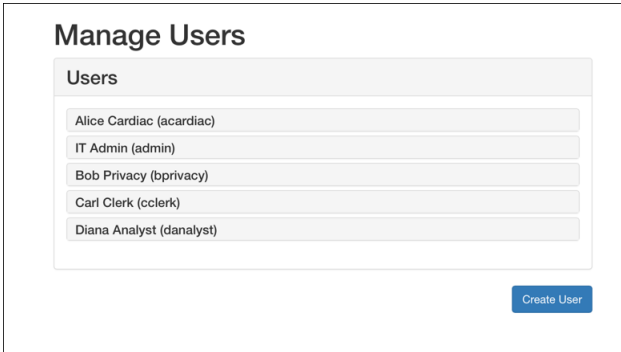 Manage Users
Users
Alice Cardiac (acardiac)
IT Admin (admin)
Bob Privacy (bprivacy)
Carl Clerk (cclerk)
Diana Analyst (danalyst)
Create User